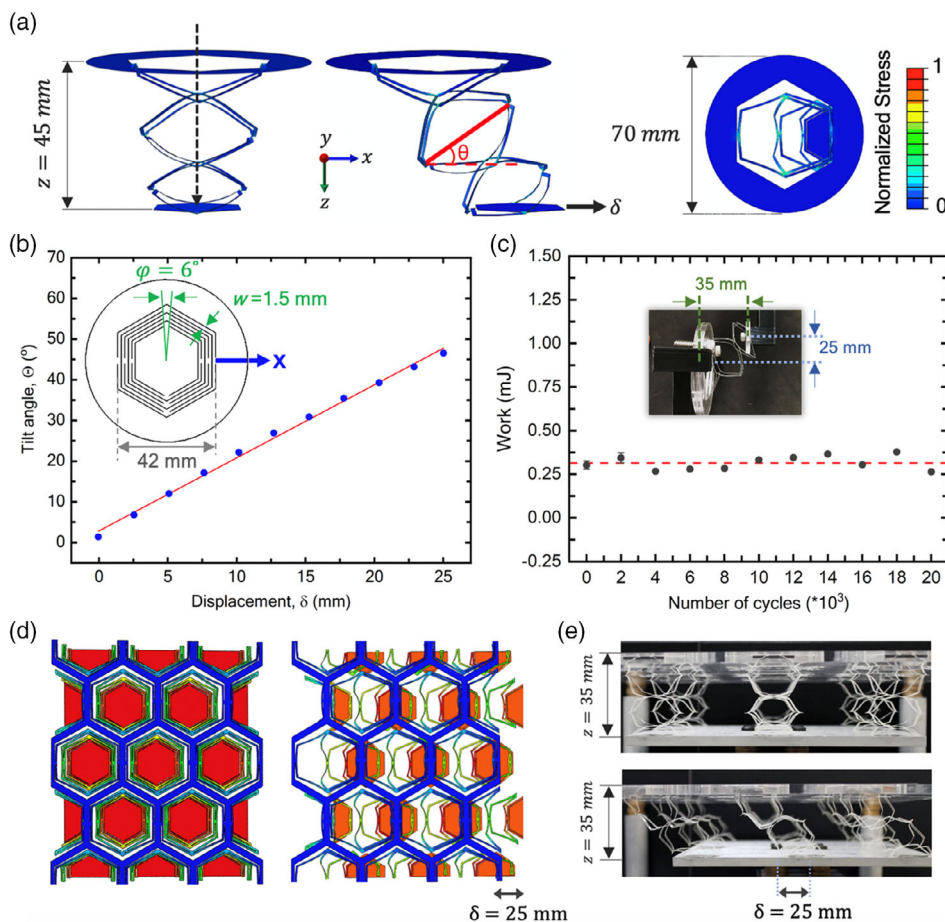 (a)
z = 45 mm
y
x
z
θ
δ
70 mm
Normalized Stress
1
0
(b)
70
60
50
40
30
20
10
0
Tilt angle, Θ (º)
φ = 6°
w=1.5 mm
X
42 mm
0 5 10 15 20 25
Displacement, δ (mm)
(c)
1.50
1.25
1.00
0.75
0.50
0.25
0.00
-0.25
Work (mJ)
35 mm
25 mm
0 2 4 6 8 10 12 14 16 18 20
Number of cycles (*10³)
(d)
δ = 25 mm
(e)
z = 35 mm
z = 35 mm
δ = 25 mm